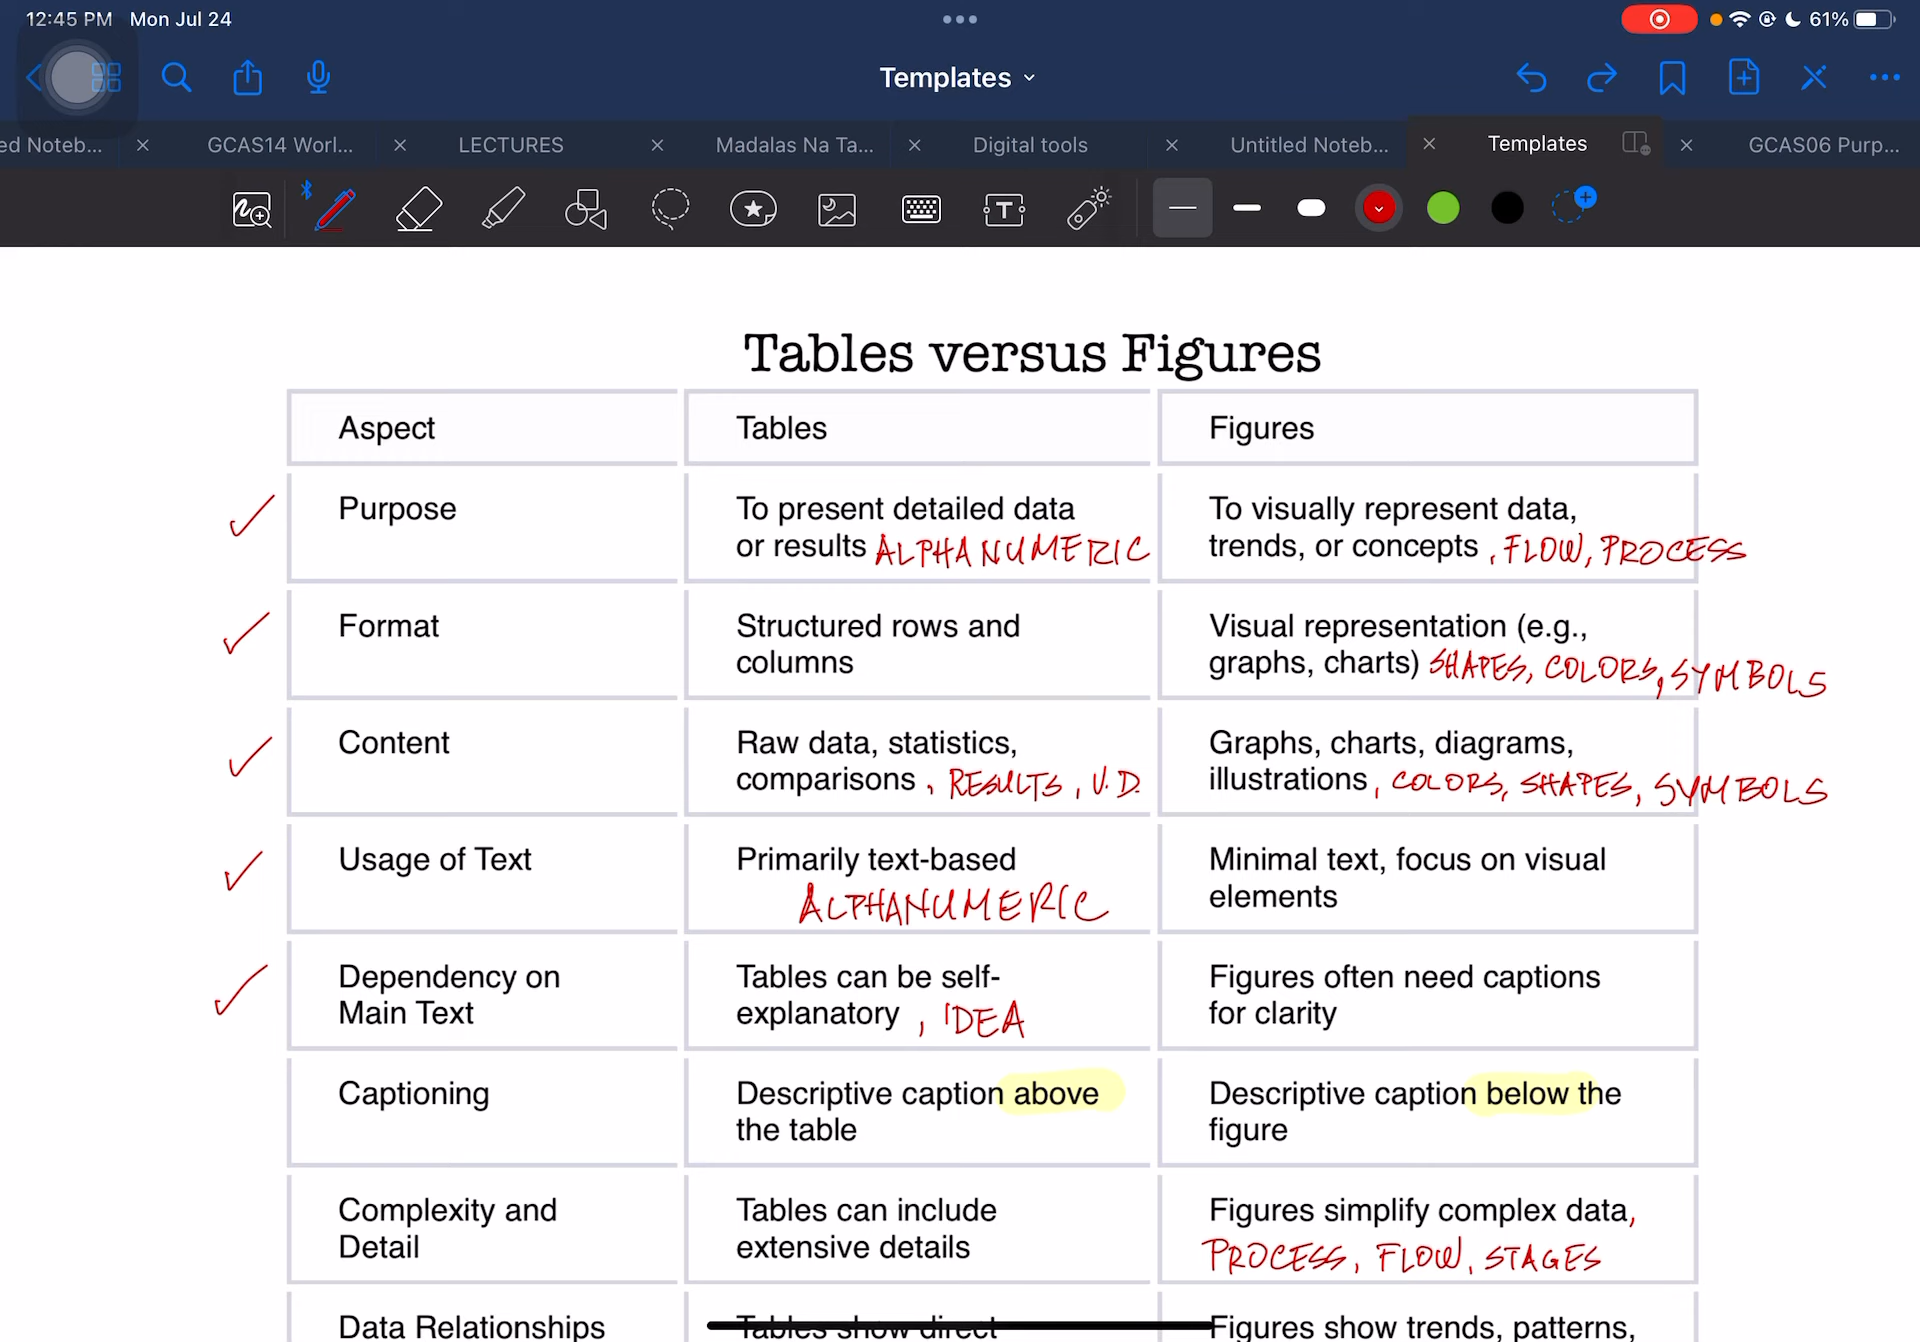 12:45 PM Mon Jul 24
61%
Templates
ed Noteb...
GCAS14 Worl...
LECTURES
Madalas Na Ta...
Digital tools
Untitled Noteb...
Templates
GCAS06 Purp...
Tables versus Figures
Aspect
Tables
Figures
Purpose
To present detailed data
or results ALPHANUMERIC
To visually represent data,
trends, or concepts , FLOW, PROCESS
Format
Structured rows and
columns
Visual representation (e.g.,
graphs, charts) SHAPES, COLORS, SYMBOLS
Content
Raw data, statistics,
comparisons , RESULTS , U.D.
Graphs, charts, diagrams,
illustrations , COLORS, SHAPES, SYMBOLS
Usage of Text
Primarily text-based
ALPHANUMERIC
Minimal text, focus on visual
elements
Dependency on
Main Text
Tables can be self-
explanatory , IDEA
Figures often need captions
for clarity
Captioning
Descriptive caption above
the table
Descriptive caption below the
figure
Complexity and
Detail
Tables can include
extensive details
Figures simplify complex data,
PROCESS, FLOW, STAGES
Data Relationships
Tables show direct
Figures show trends, patterns,